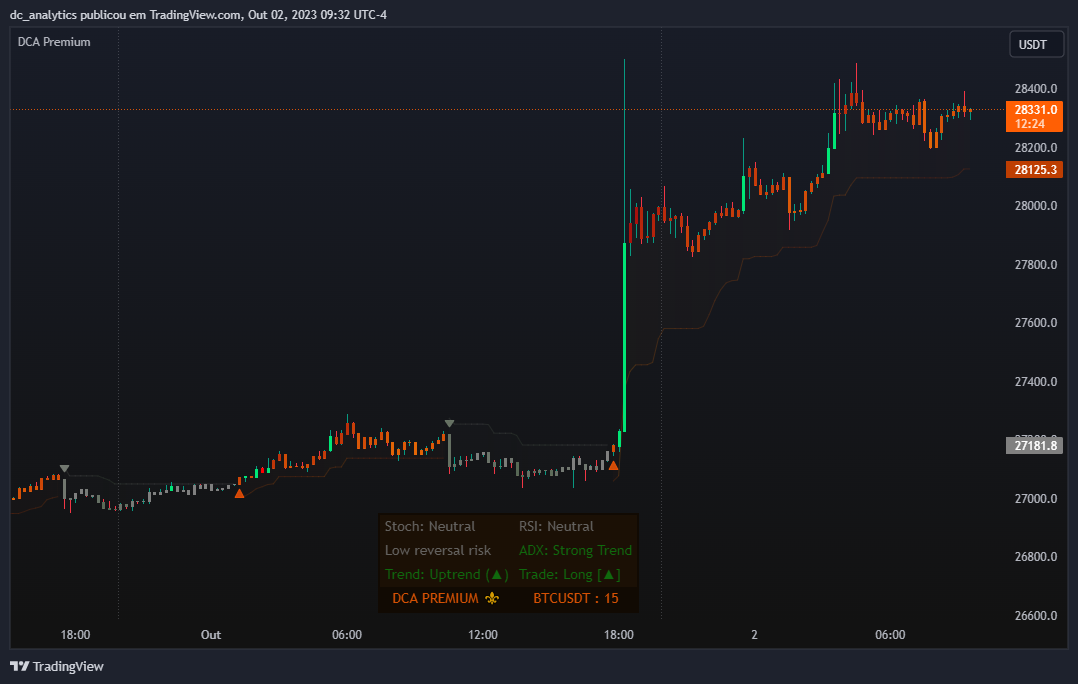 dc_analytics publicou em TradingView.com, Out 02, 2023 09:32 UTC-4
DCA Premium
USDT
28400.0
28331.0
12:24
28200.0
28125.3
28000.0
27800.0
27600.0
27400.0
27181.8
27000.0
26800.0
26600.0
Stoch: Neutral RSI: Neutral
Low reversal risk ADX: Strong Trend
Trend: Uptrend (▲) Trade: Long [▲]
DCA PREMIUM ⚜ BTCUSDT : 15
18:00 Out 06:00 12:00 18:00 2 06:00
TradingView